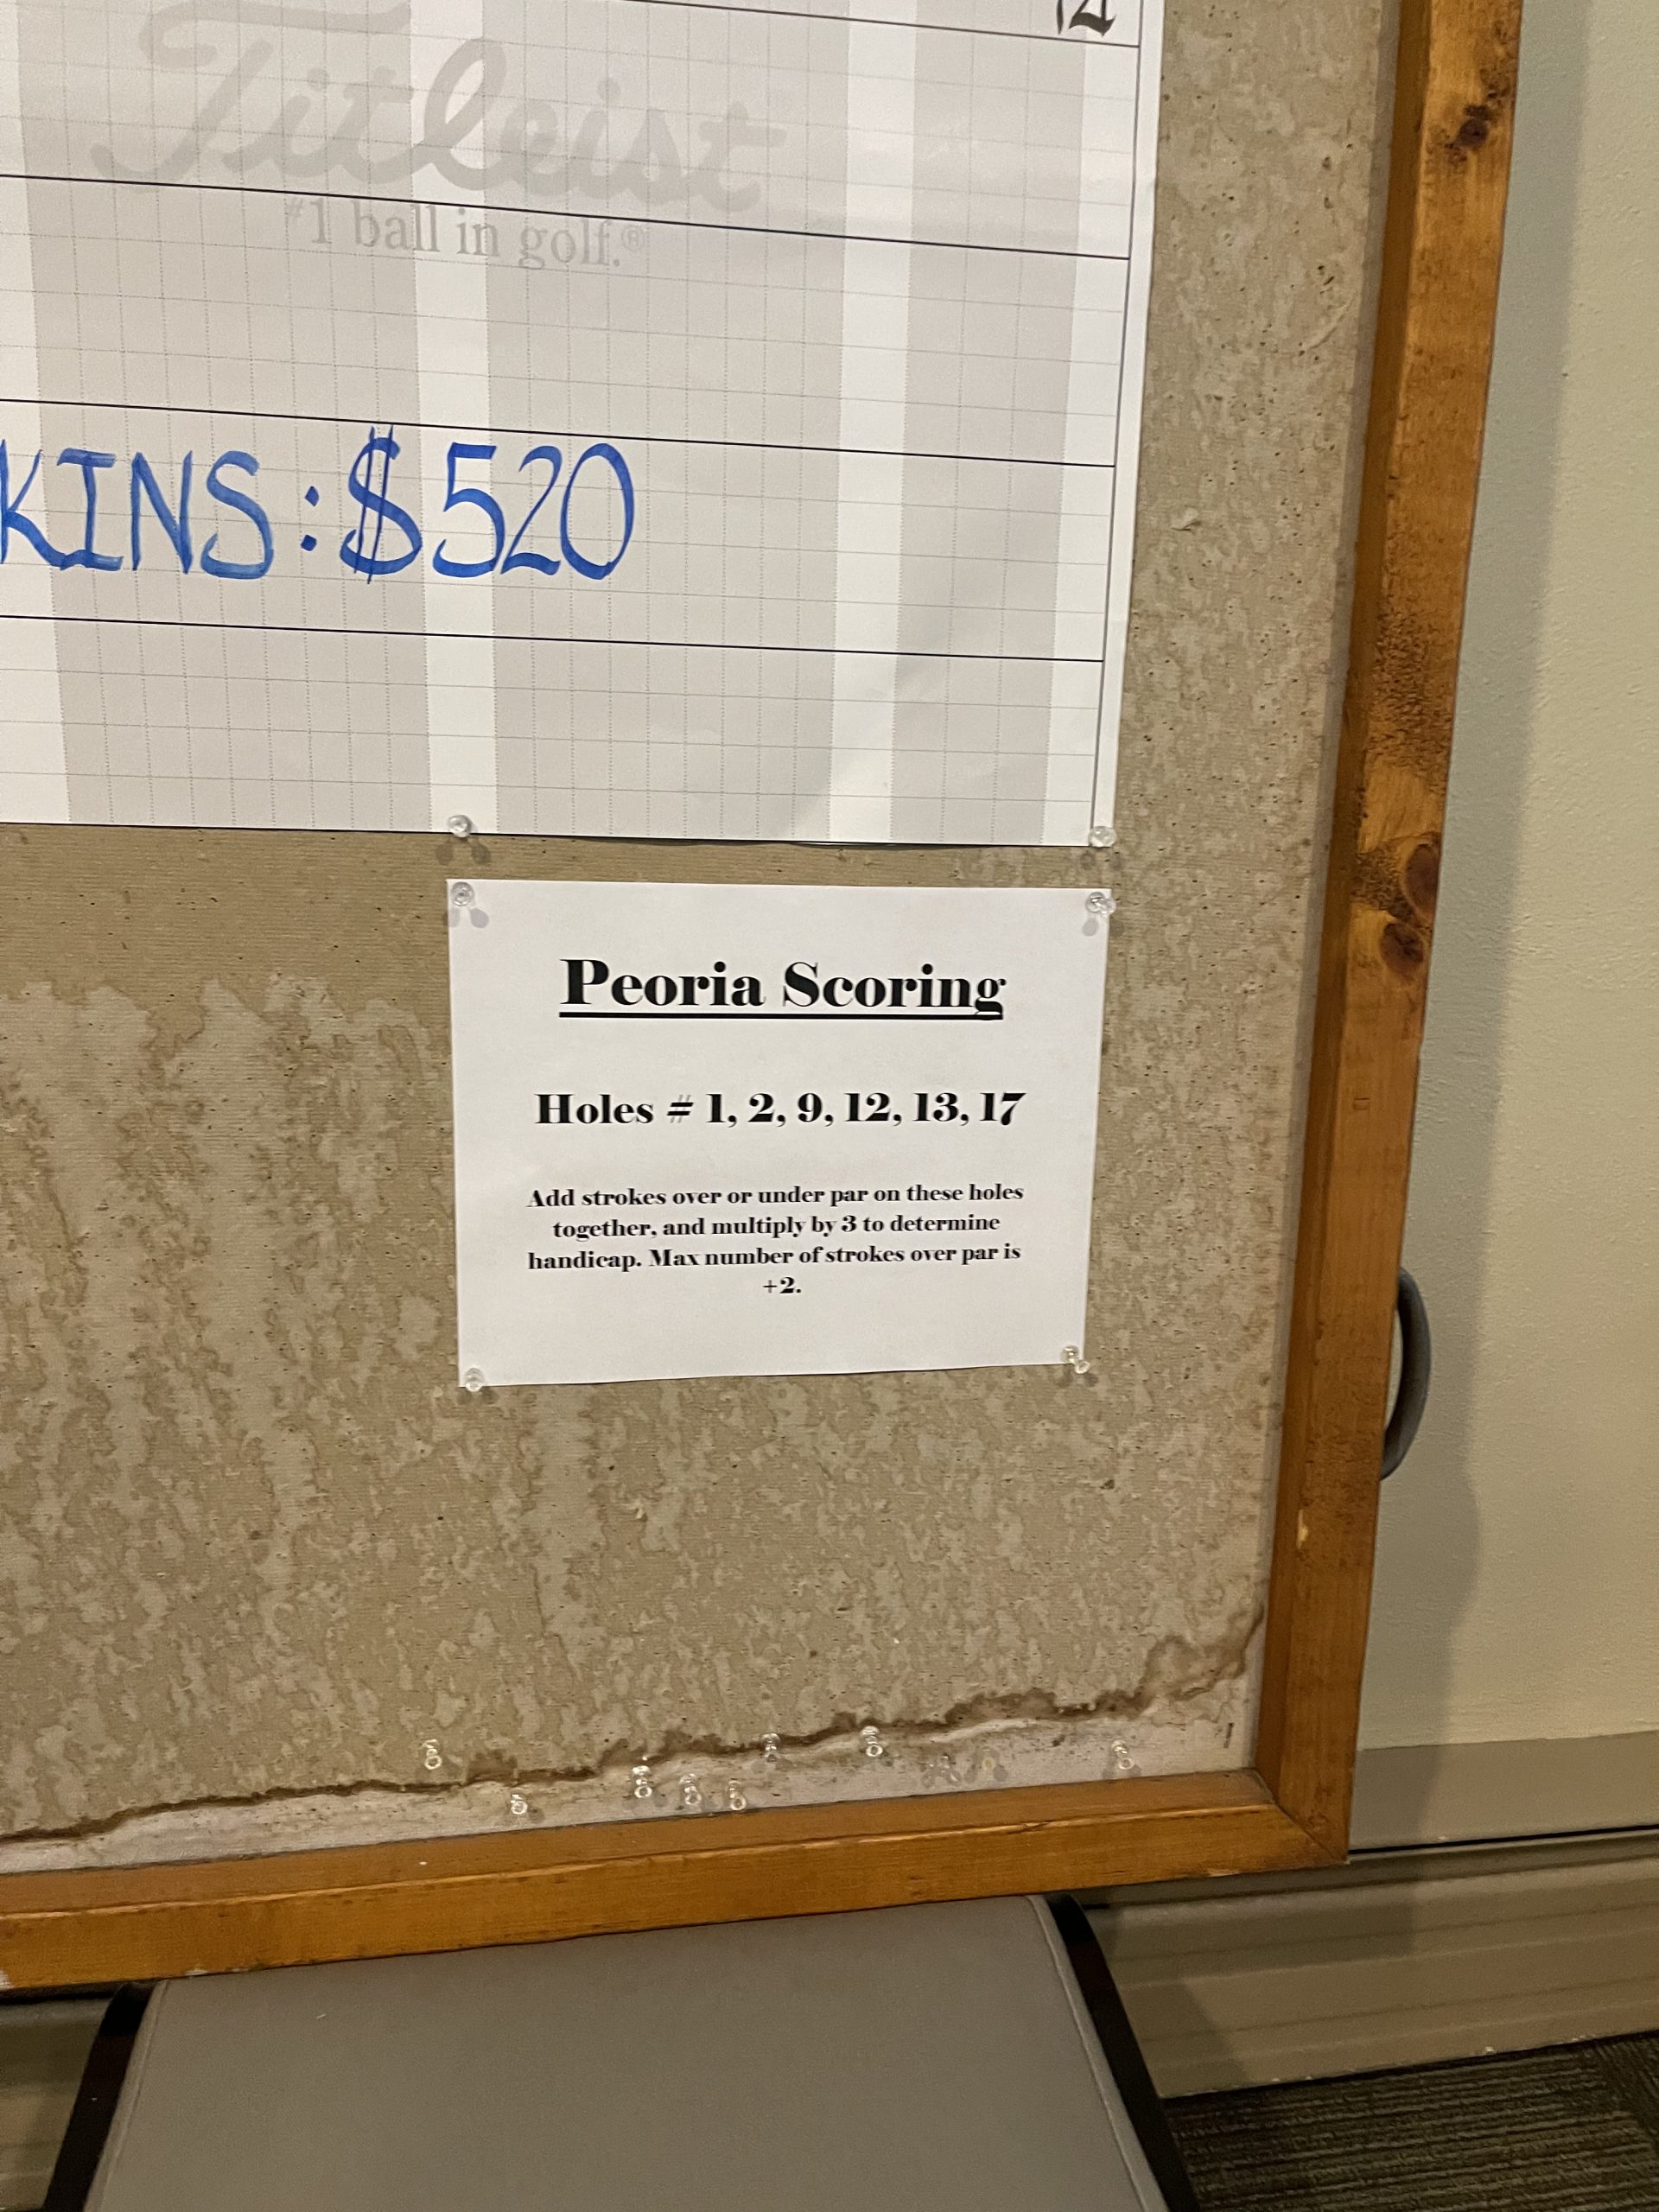 Titleist
#1 ball in golf.®
KINS: $520
Peoria Scoring
Holes # 1, 2, 9, 12, 13, 17
Add strokes over or under par on these holes
together, and multiply by 3 to determine
handicap. Max number of strokes over par is
+2.